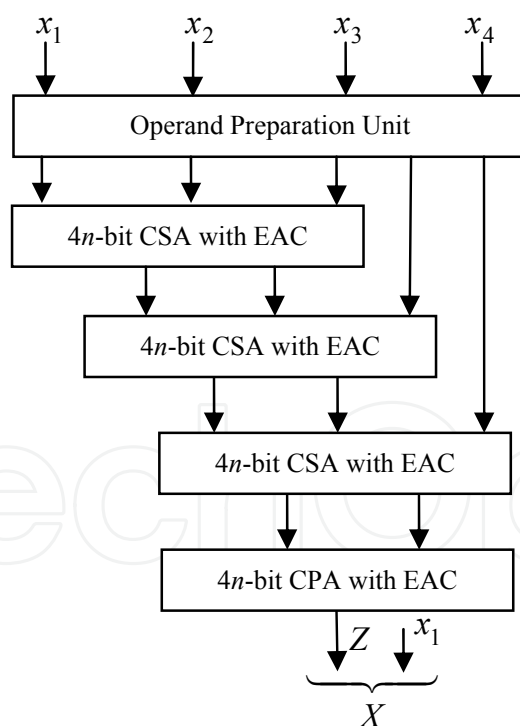 x1 x2 x3 x4
Operand Preparation Unit
4n-bit CSA with EAC
4n-bit CSA with EAC
4n-bit CSA with EAC
4n-bit CPA with EAC
Z x1
X